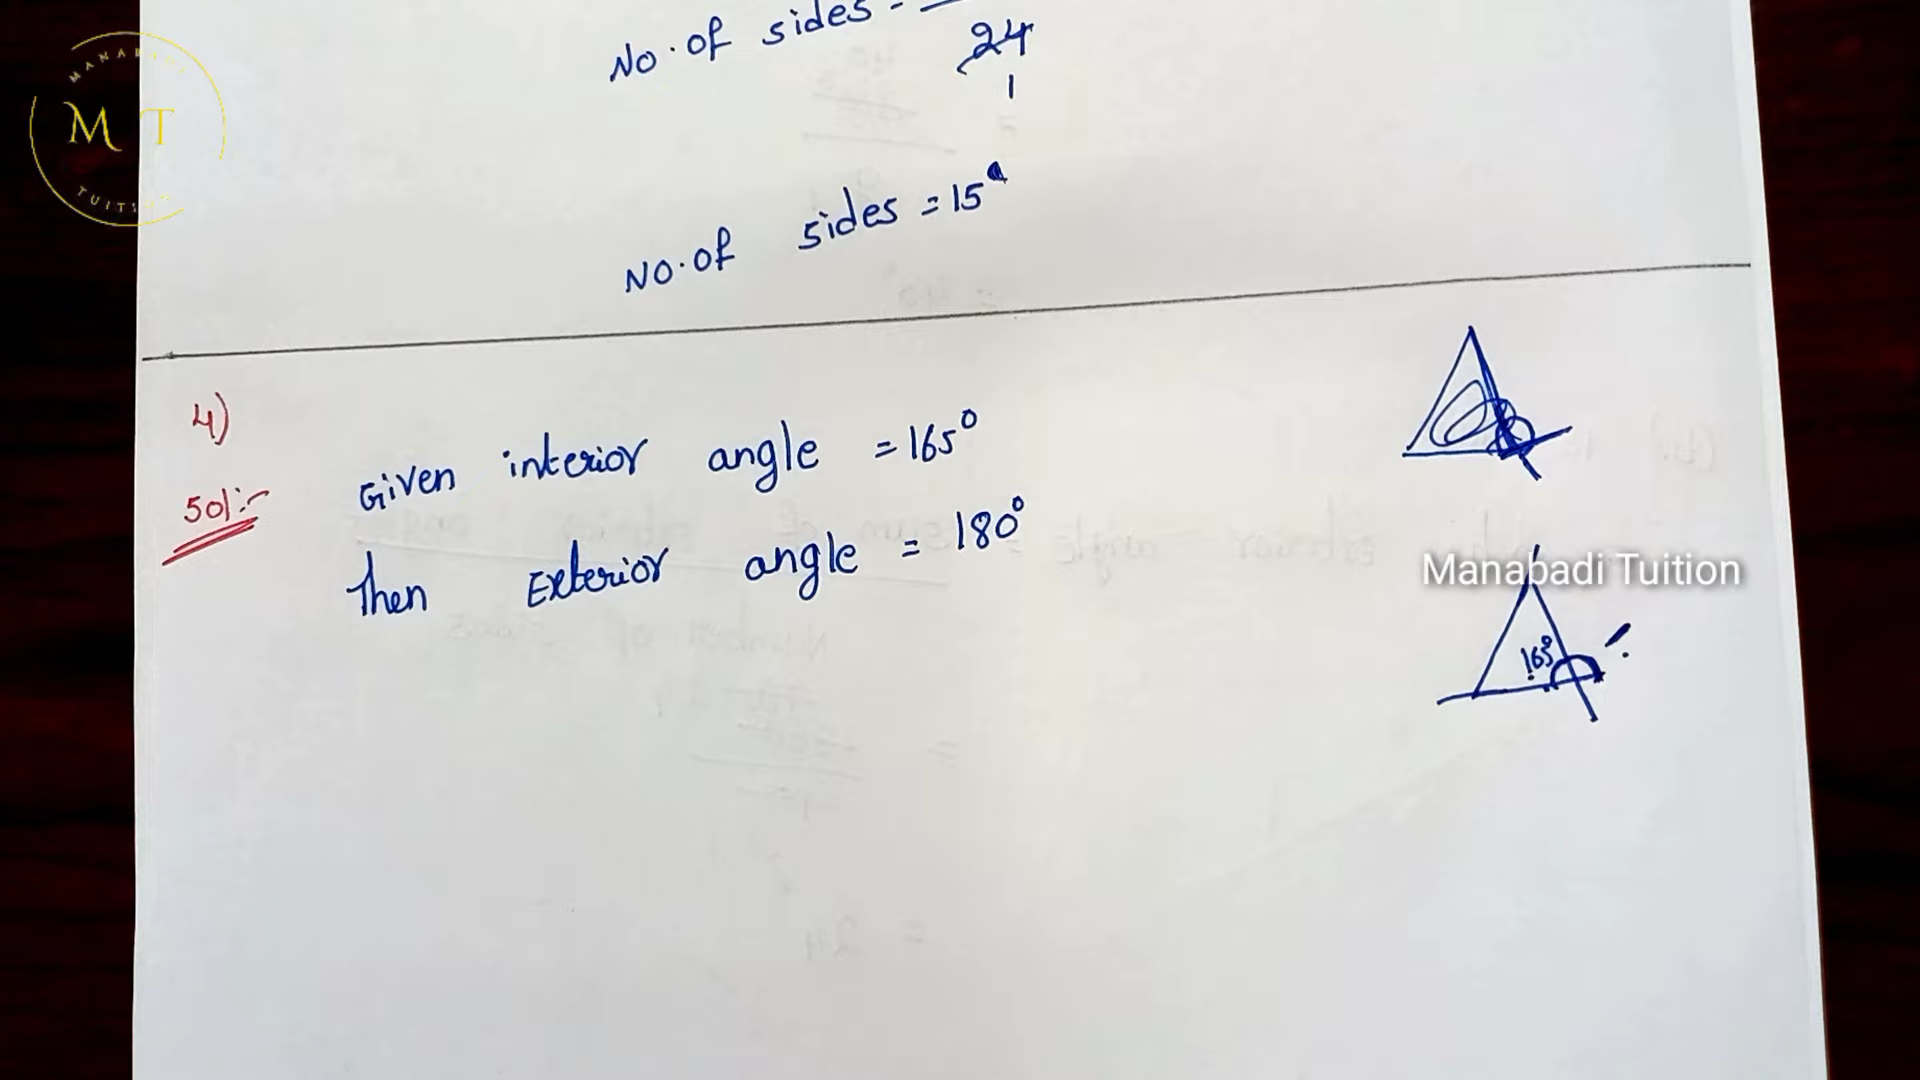 No. of sides =
24
1
No. of sides = 15
4)
Given interior angle = 165°
Sol:-
Then Exterior angle = 180°
Manabadi Tuition
165°
M T
TUITI